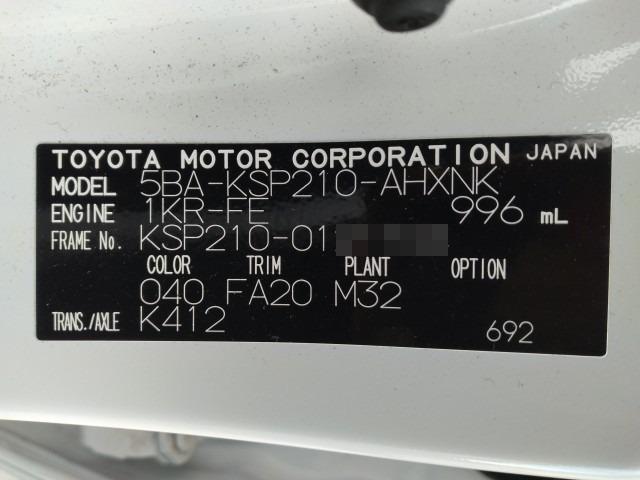 TOYOTA MOTOR CORPORATION JAPAN
MODEL 5BA-KSP210-AHXNK
ENGINE 1KR-FE 996 mL
FRAME No. KSP210-01
COLOR TRIM PLANT OPTION
040 FA20 M32
TRANS./AXLE K412
692